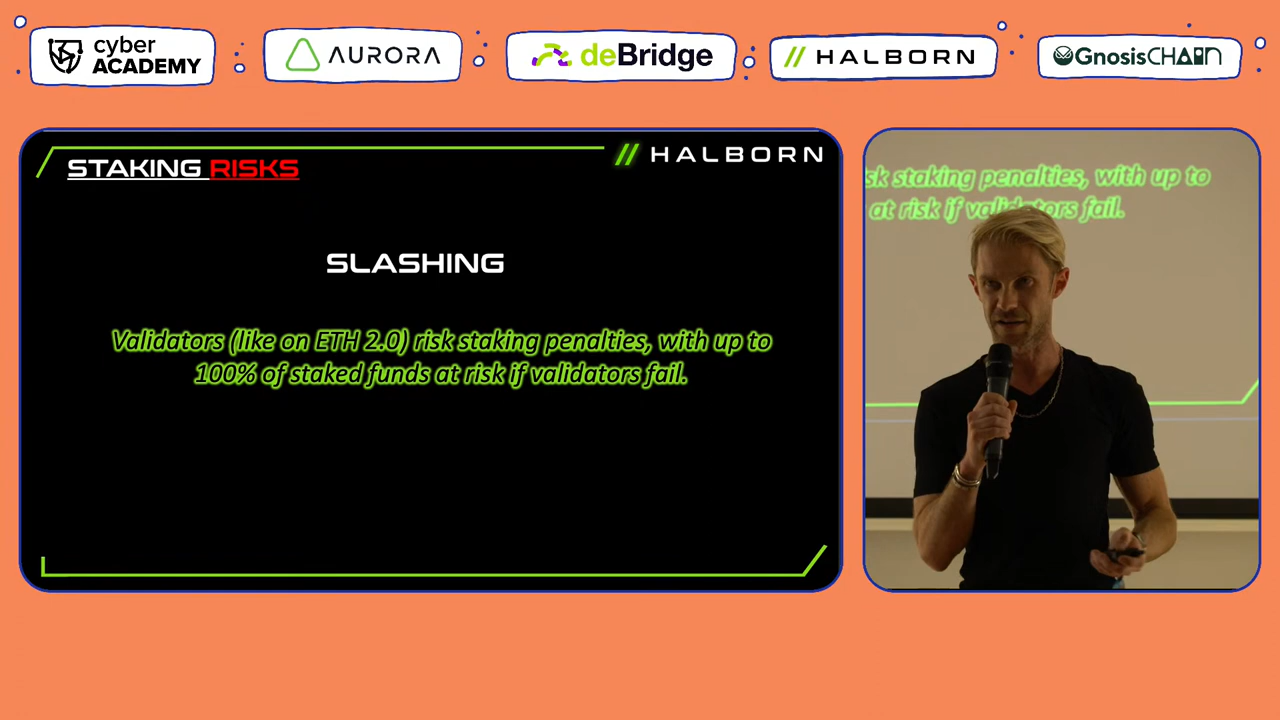 cyber
ACADEMY
AURORA
deBridge
HALBORN
GnosisCHAIN
STAKING RISKS
HALBORN
SLASHING
Validators (like on ETH 2.0) risk staking penalties, with up to
100% of staked funds at risk if validators fail.
sk staking penalties, with up to
at risk if validators fail.